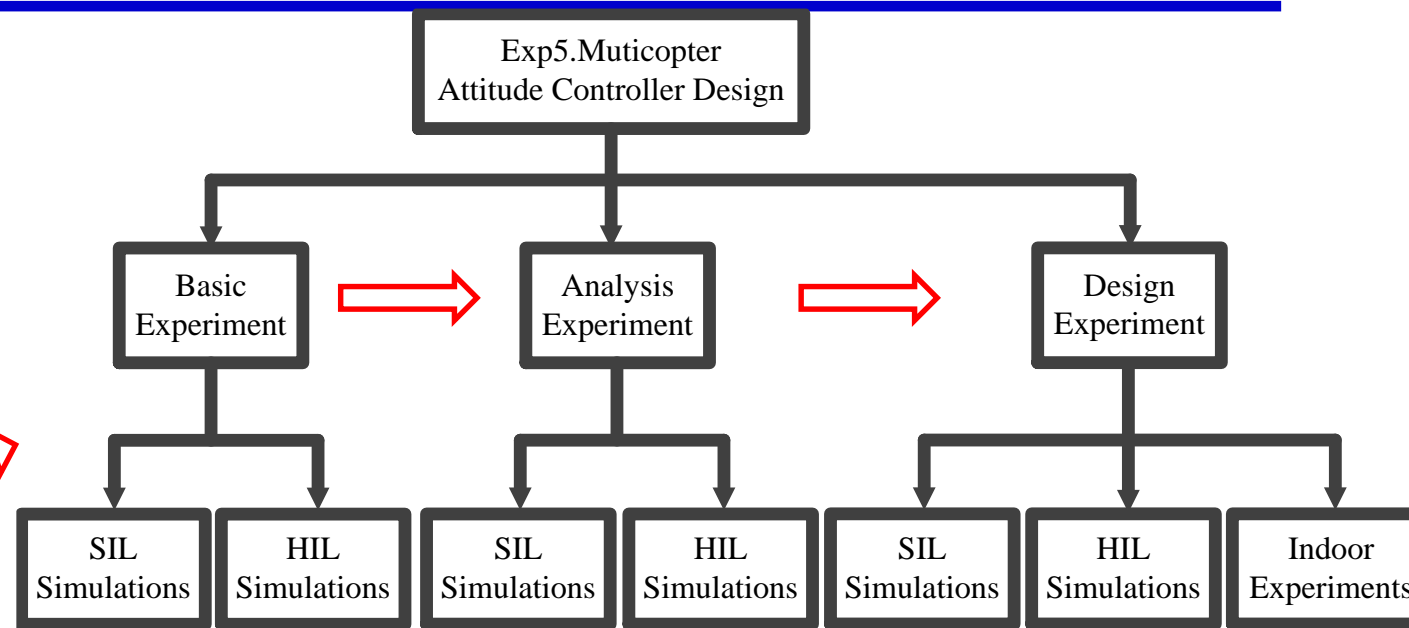 Exp5.Muticopter
Attitude Controller Design
Basic
Experiment
Analysis
Experiment
Design
Experiment
SIL
Simulations
HIL
Simulations
SIL
Simulations
HIL
Simulations
SIL
Simulations
HIL
Simulations
Indoor
Experiments